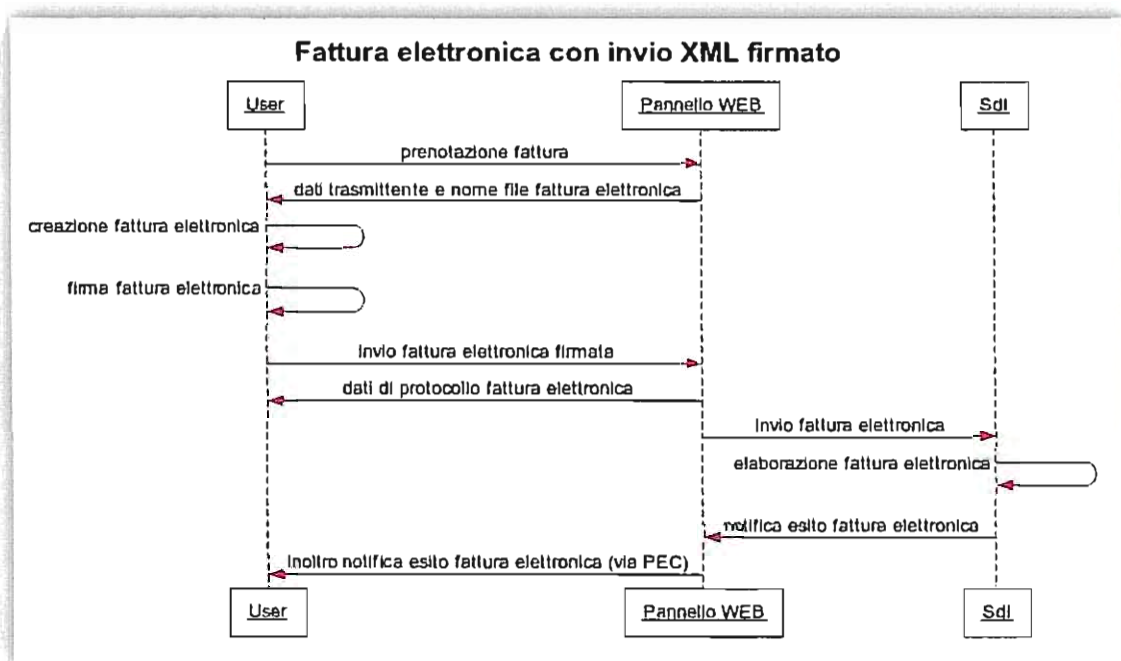 Fattura elettronica con invio XML firmato
User
Pannello WEB
SdI
prenotazione fattura
dati trasmittente e nome file fattura elettronica
creazione fattura elettronica
firma fattura elettronica
invio fattura elettronica firmata
dati di protocollo fattura elettronica
invio fattura elettronica
elaborazione fattura elettronica
notifica esito fattura elettronica
inoltro notifica esito fattura elettronica (via PEC)
User
Pannello WEB
SdI